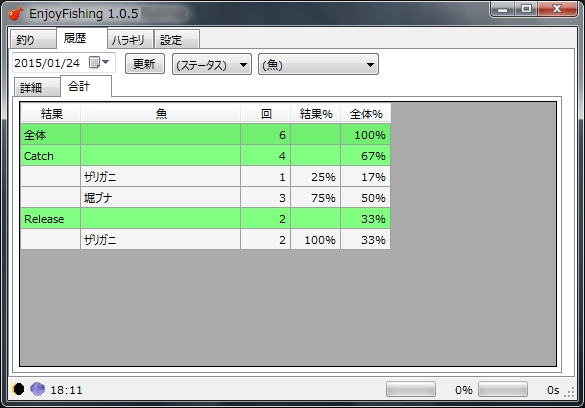 EnjoyFishing 1.0.5
釣り 履歴 ハラキリ 設定
2015/01/24 更新 (ステータス) (魚)
詳細 合計
結果 魚 回 結果% 全体%
全体 6 100%
Catch 4 67%
ザリガニ 1 25% 17%
堀ブナ 3 75% 50%
Release 2 33%
ザリガニ 2 100% 33%
18:11 0% 0s